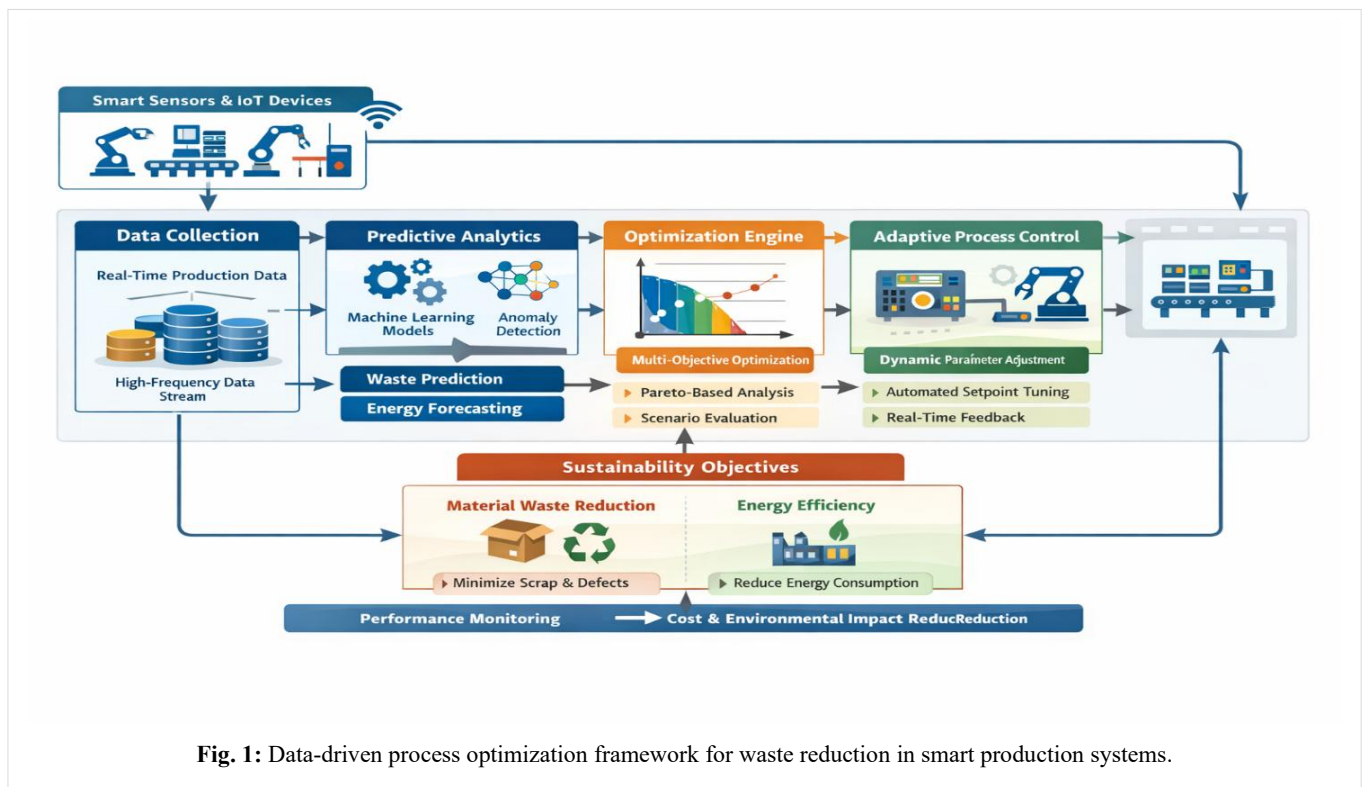 Smart Sensors & IoT Devices
Data Collection
Real-Time Production Data
High-Frequency Data
Stream
Predictive Analytics
Machine Learning
Models
Anomaly
Detection
Waste Prediction
Energy Forecasting
Optimization Engine
Multi-Objective Optimization
Pareto-Based Analysis
Scenario Evaluation
Adaptive Process Control
Dynamic Parameter Adjustment
Automated Setpoint Tuning
Real-Time Feedback
Sustainability Objectives
Material Waste Reduction
Minimize Scrap & Defects
Energy Efficiency
Reduce Energy Consumption
Performance Monitoring
Cost & Environmental Impact ReducReduction
Fig. 1: Data-driven process optimization framework for waste reduction in smart production systems.